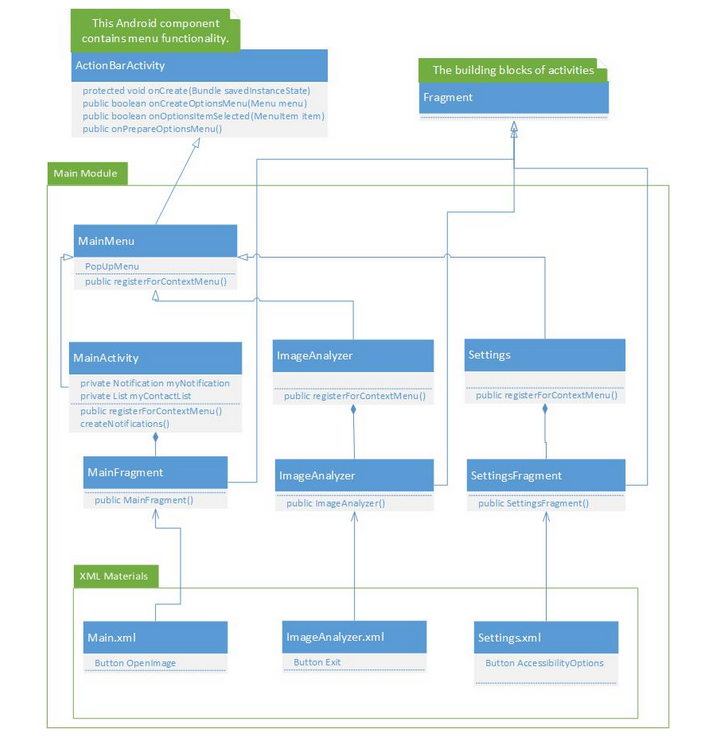 This Android component
contains menu functionality.
ActionBarActivity
protected void onCreate(Bundle savedInstanceState)
public boolean onCreateOptionsMenu(Menu menu)
public boolean onOptionsItemSelected(MenuItem item)
public onPrepareOptionsMenu()
The building blocks of activities
Fragment
Main Module
MainMenu
PopUpMenu
public registerForContextMenu()
MainActivity
private Notification myNotification
private List myContactList
public registerForContextMenu()
createNotifications()
ImageAnalyzer
public registerForContextMenu()
Settings
public registerForContextMenu()
MainFragment
public MainFragment()
ImageAnalyzer
public ImageAnalyzer()
SettingsFragment
public SettingsFragment()
XML Materials
Main.xml
Button OpenImage
ImageAnalyzer.xml
Button Exit
Settings.xml
Button AccessibilityOptions